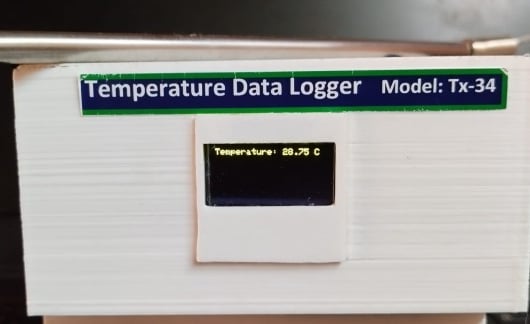 Temperature Data Logger Model: Tx-34
Temperature: 28.75 C